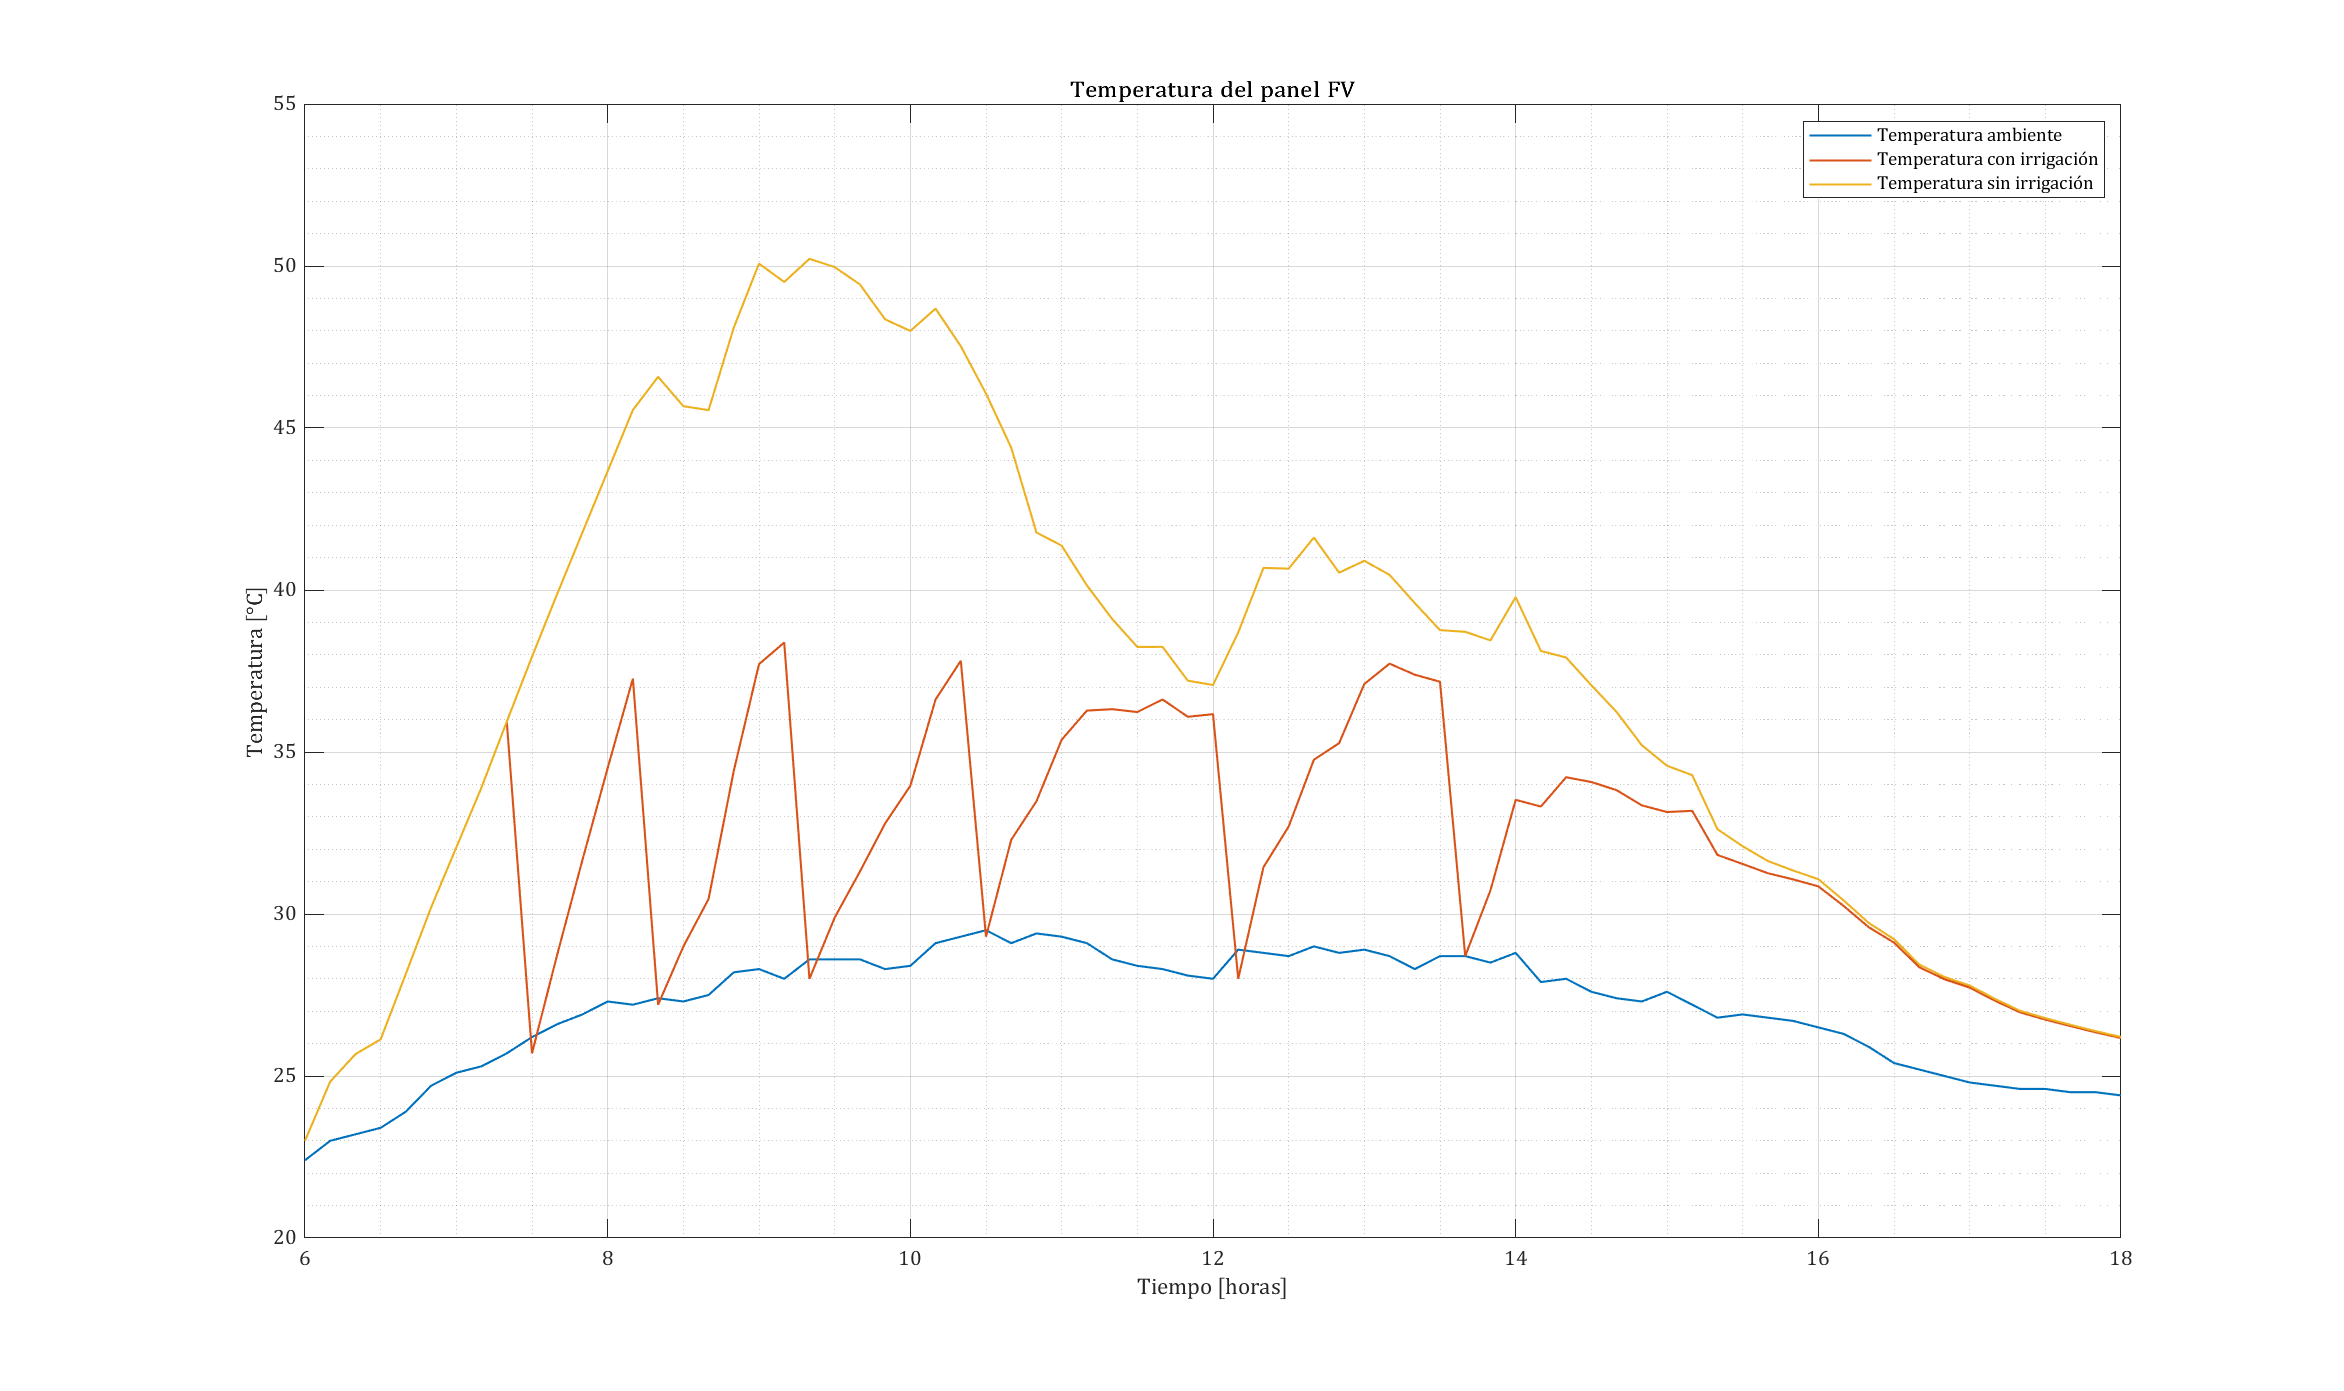 Temperatura del panel FV
55
50
45
40
35
30
25
20
Temperatura [°C]
Temperatura ambiente
Temperatura con irrigación
Temperatura sin irrigación
6 8 10 12 14 16 18
Tiempo [horas]